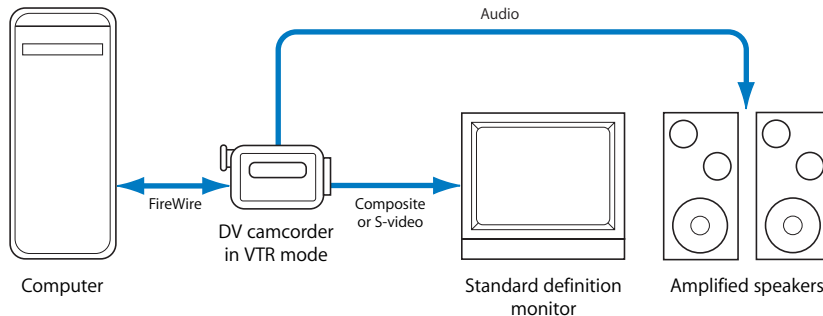 Audio
FireWire
Composite
or S-video
DV camcorder
in VTR mode
Computer
Standard definition
monitor
Amplified speakers